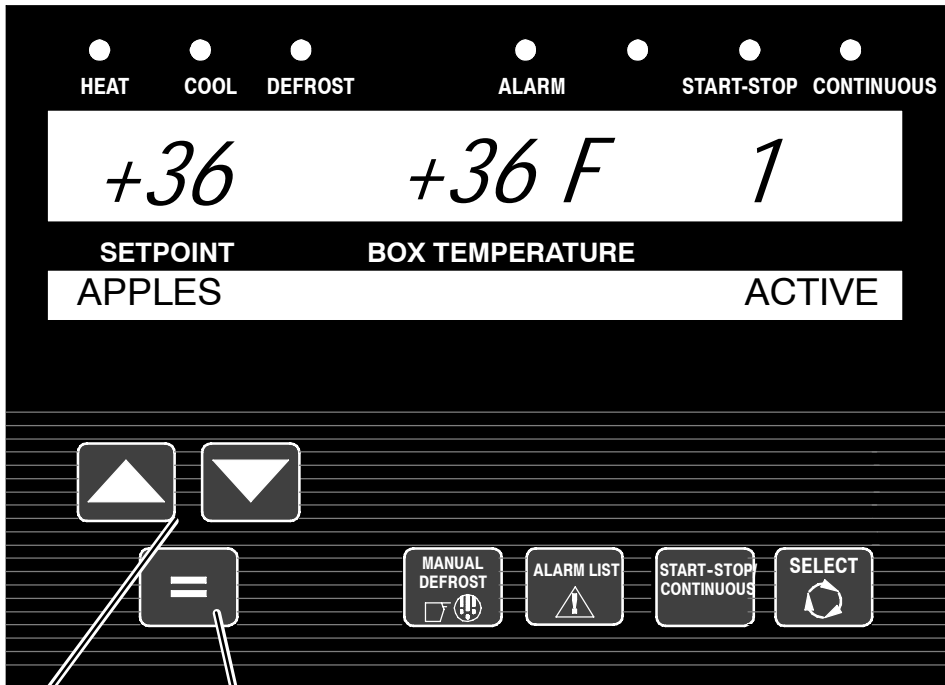 HEAT COOL DEFROST ALARM START-STOP CONTINUOUS
+36 +36 F 1
SETPOINT BOX TEMPERATURE
APPLES ACTIVE
=
MANUAL
DEFROST
ALARM LIST
START-STOP/
CONTINUOUS
SELECT